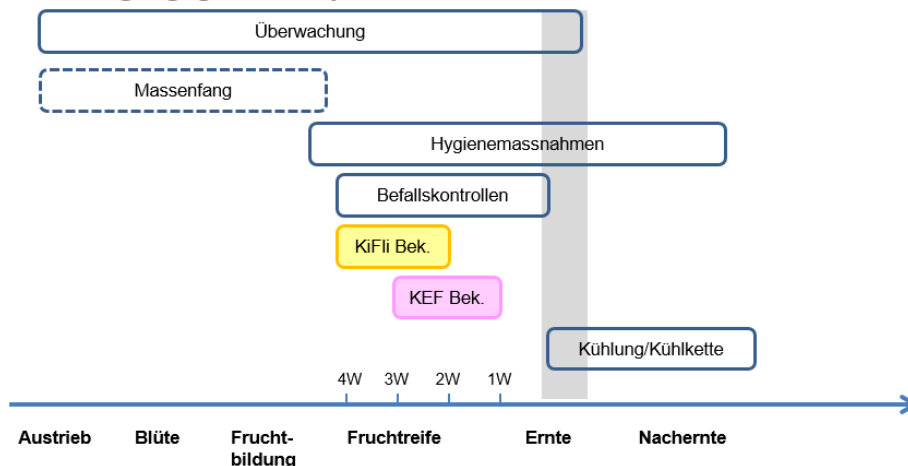 Überwachung
Massenfang
Hygienemassnahmen
Befallskontrollen
KiFli Bek.
KEF Bek.
Kühlung/Kühlkette
4W 3W 2W 1W
Austrieb Blüte Frucht- Fruchtreife Ernte Nachernte
bildung